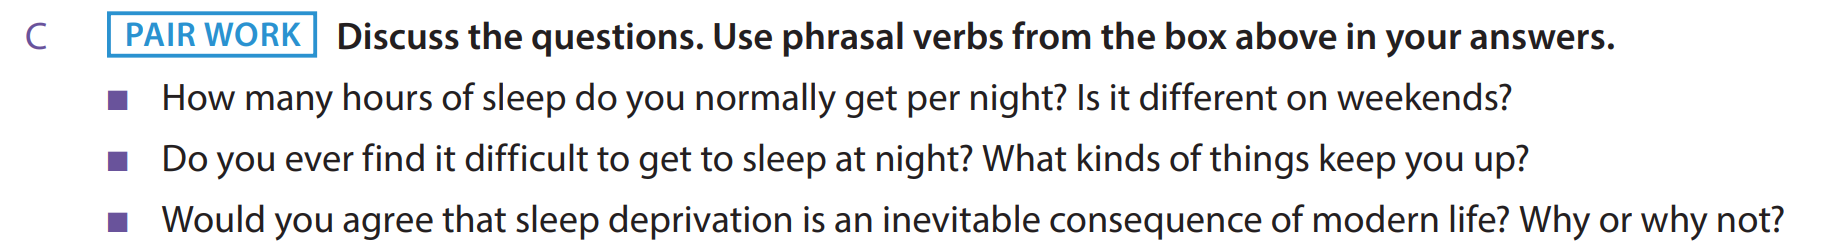 C PAIR WORK Discuss the questions. Use phrasal verbs from the box above in your answers.
■ How many hours of sleep do you normally get per night? Is it different on weekends?
■ Do you ever find it difficult to get to sleep at night? What kinds of things keep you up?
■ Would you agree that sleep deprivation is an inevitable consequence of modern life? Why or why not?